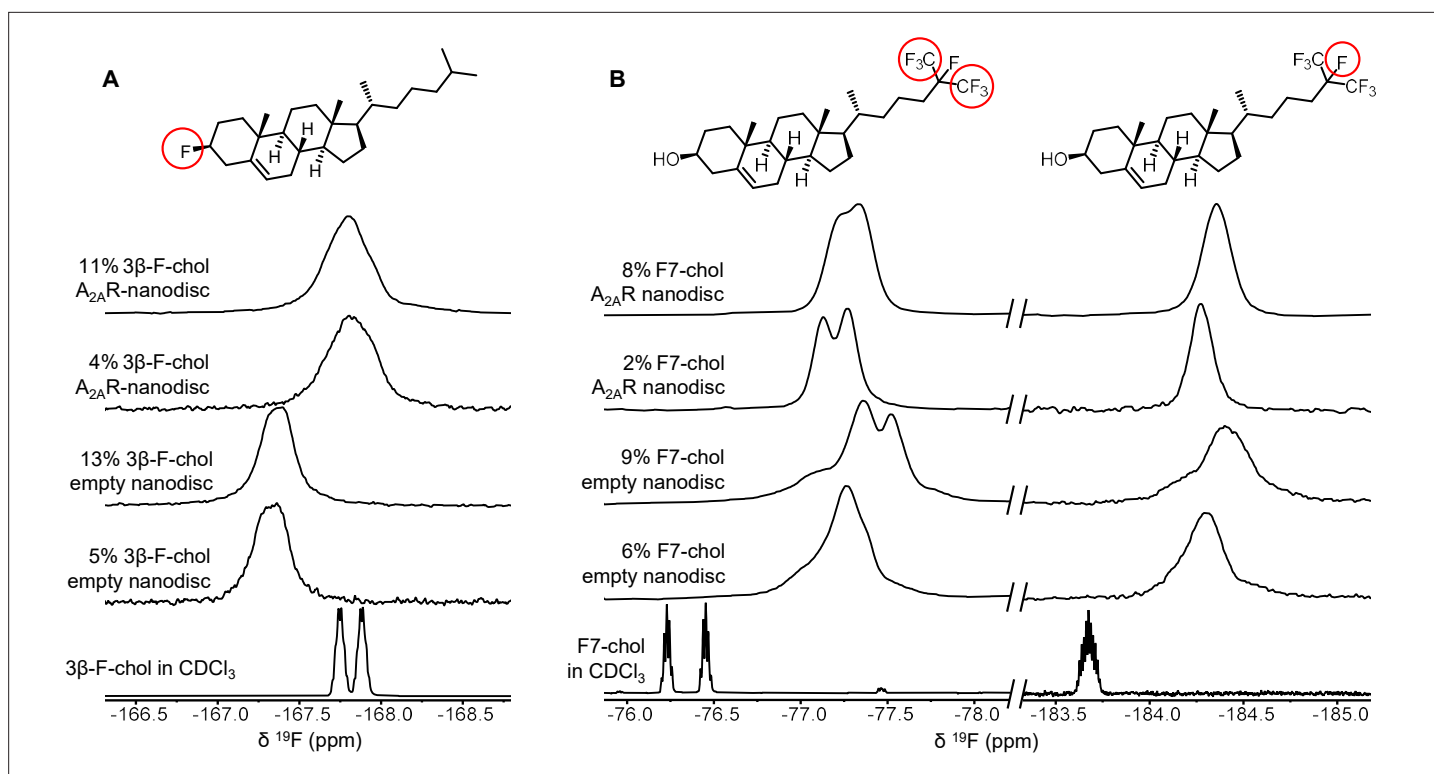 A
F
H
H
H
11% 3β-F-chol
A2AR-nanodisc
4% 3β-F-chol
A2AR-nanodisc
13% 3β-F-chol
empty nanodisc
5% 3β-F-chol
empty nanodisc
3β-F-chol in CDCl3
-166.5 -167.0 -167.5 -168.0 -168.5
δ 19F (ppm)
B
F3C F
CF3
HO
H
H
H
F3C F
CF3
HO
H
H
H
8% F7-chol
A2AR nanodisc
2% F7-chol
A2AR nanodisc
9% F7-chol
empty nanodisc
6% F7-chol
empty nanodisc
F7-chol
in CDCl3
-76.0 -76.5 -77.0 -77.5 -78.0 -183.5 -184.0 -184.5 -185.0
δ 19F (ppm)